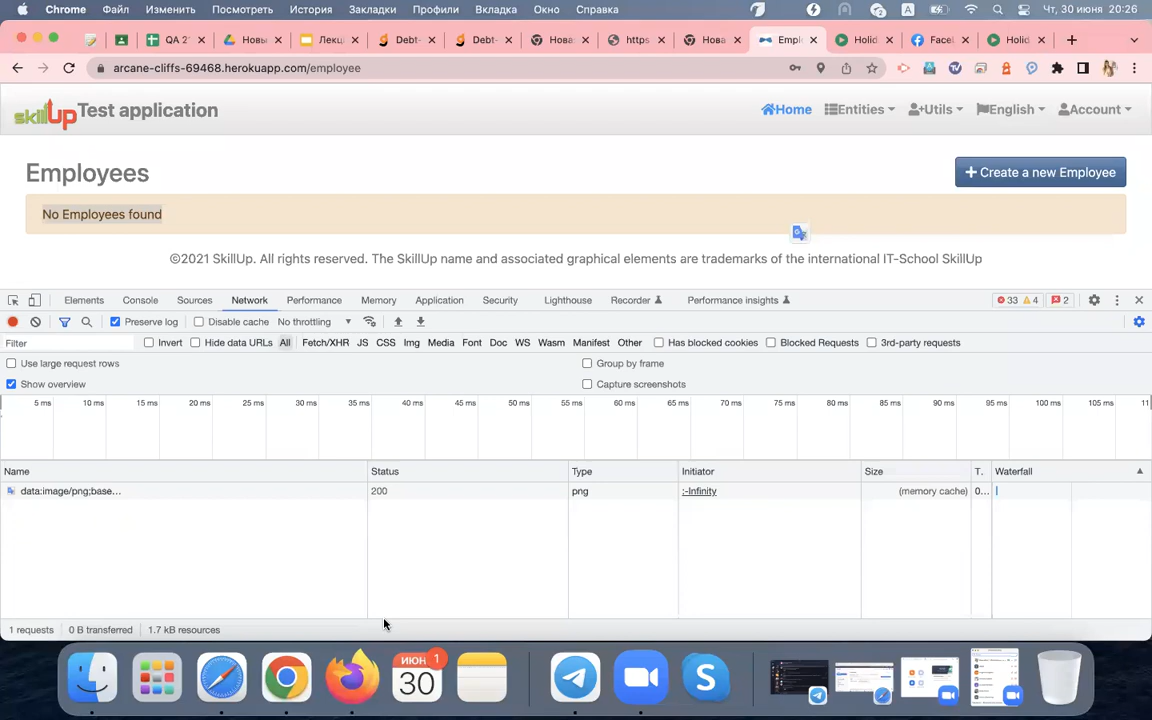 Chrome Файл Изменить Посмотреть История Закладки Профили Вкладка Окно Справка A Чт, 30 июня 20:26
QA 2 Новы Лекц Debt- Debt- Нова https Нова Empl Holid Facel Holid
arcane-cliffs-69468.herokuapp.com/employee
skillUp Test application Home Entities Utils English Account
Employees + Create a new Employee
No Employees found
©2021 SkillUp. All rights reserved. The SkillUp name and associated graphical elements are trademarks of the international IT-School SkillUp
Elements Console Sources Network Performance Memory Application Security Lighthouse Recorder Performance insights 33 4 2
Preserve log Disable cache No throttling
Filter Invert Hide data URLs All Fetch/XHR JS CSS Img Media Font Doc WS Wasm Manifest Other Has blocked cookies Blocked Requests 3rd-party requests
Use large request rows Group by frame
Show overview Capture screenshots
5 ms 10 ms 15 ms 20 ms 25 ms 30 ms 35 ms 40 ms 45 ms 50 ms 55 ms 60 ms 65 ms 70 ms 75 ms 80 ms 85 ms 90 ms 95 ms 100 ms 105 ms 11
Name Status Type Initiator Size T. Waterfall
data:image/png;base… 200 png :-Infinity (memory cache) 0…
1 requests 0 B transferred 1.7 kB resources
ИЮН 1
30